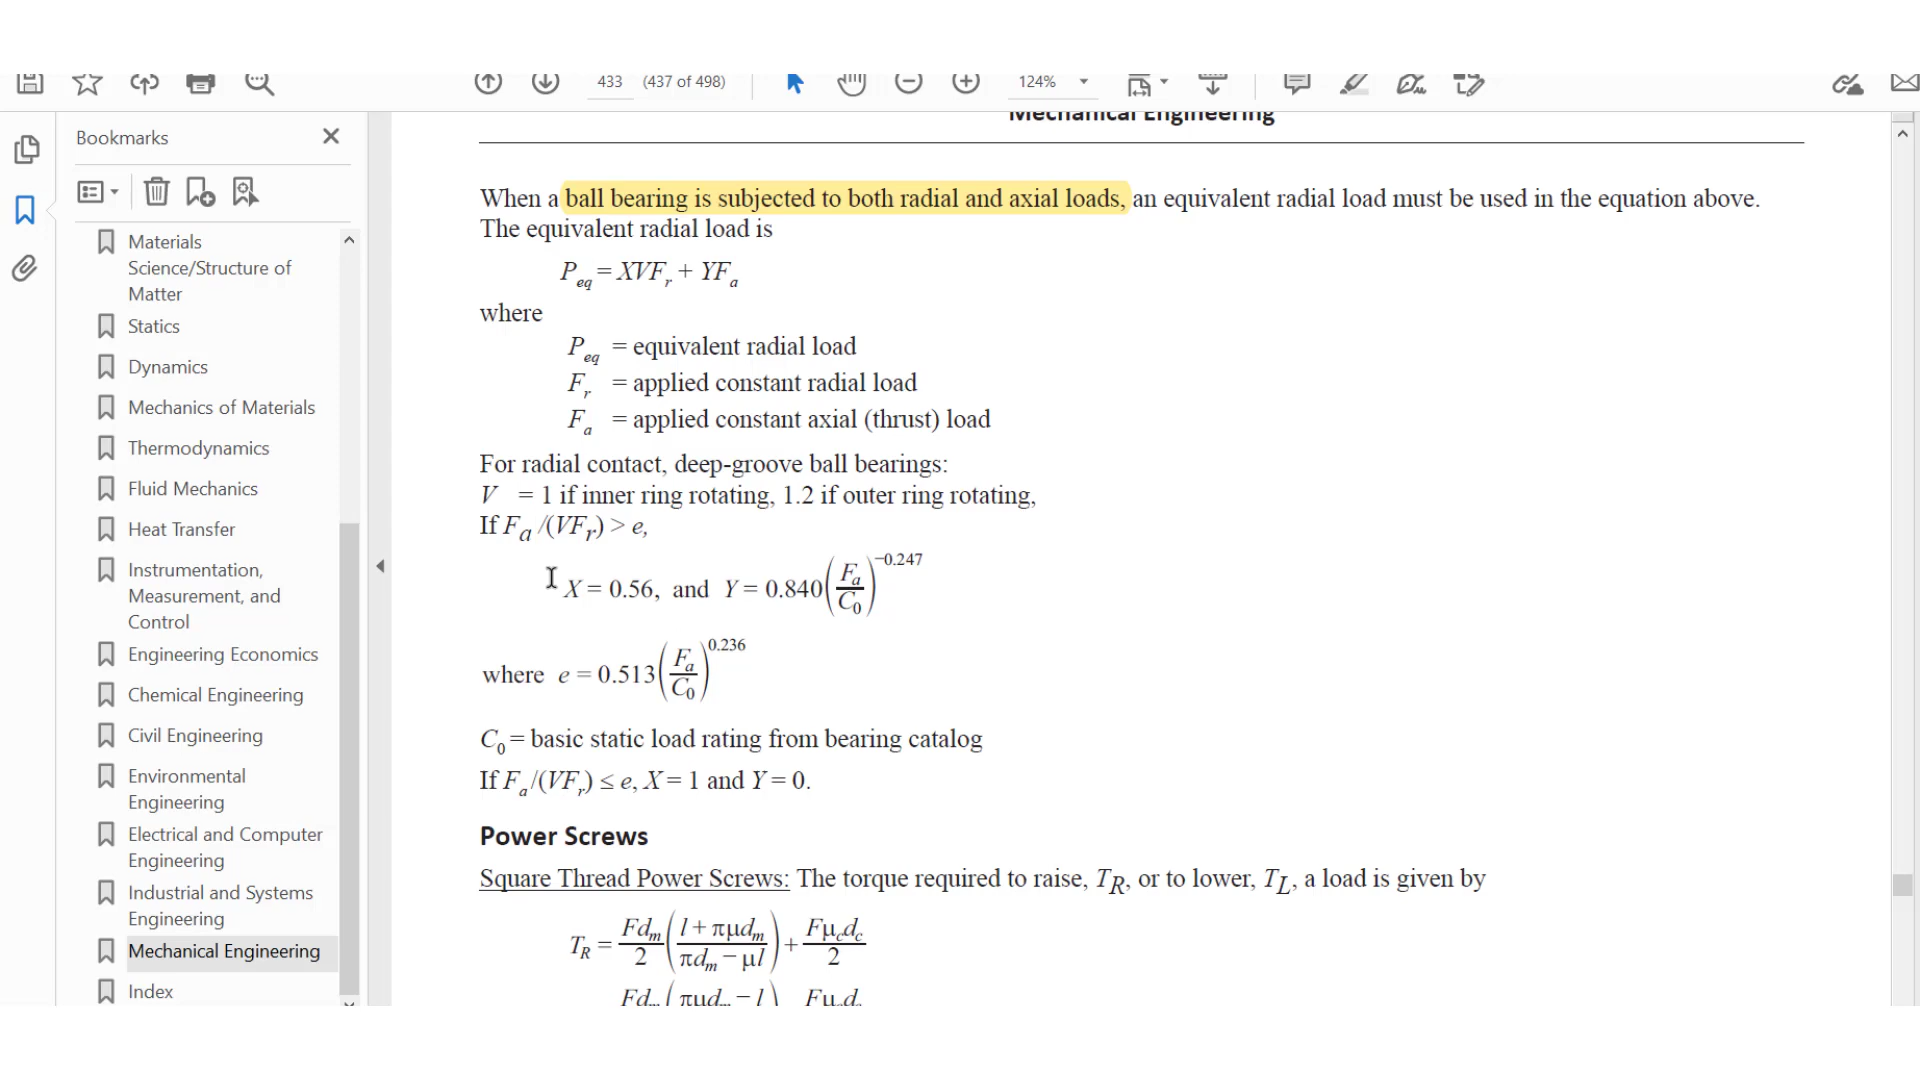 433 (437 of 498) 124%
Bookmarks
Materials
Science/Structure of
Matter
Statics
Dynamics
Mechanics of Materials
Thermodynamics
Fluid Mechanics
Heat Transfer
Instrumentation,
Measurement, and
Control
Engineering Economics
Chemical Engineering
Civil Engineering
Environmental
Engineering
Electrical and Computer
Engineering
Industrial and Systems
Engineering
Mechanical Engineering
Index
Mechanical Engineering
When a ball bearing is subjected to both radial and axial loads, an equivalent radial load must be used in the equation above.
The equivalent radial load is
P_eq = XVF_r + YF_a
where
P_eq = equivalent radial load
F_r = applied constant radial load
F_a = applied constant axial (thrust) load
For radial contact, deep-groove ball bearings:
V = 1 if inner ring rotating, 1.2 if outer ring rotating,
If F_a /(VF_r) > e,
X = 0.56, and Y = 0.840(F_a/C_0)^−0.247
where e = 0.513(F_a/C_0)^0.236
C_0 = basic static load rating from bearing catalog
If F_a/(VF_r) ≤ e, X = 1 and Y = 0.
Power Screws
Square Thread Power Screws: The torque required to raise, T_R, or to lower, T_L, a load is given by
T_R = Fd_m/2 (l + πμd_m / πd_m − μl) + Fμ_c d_c/2